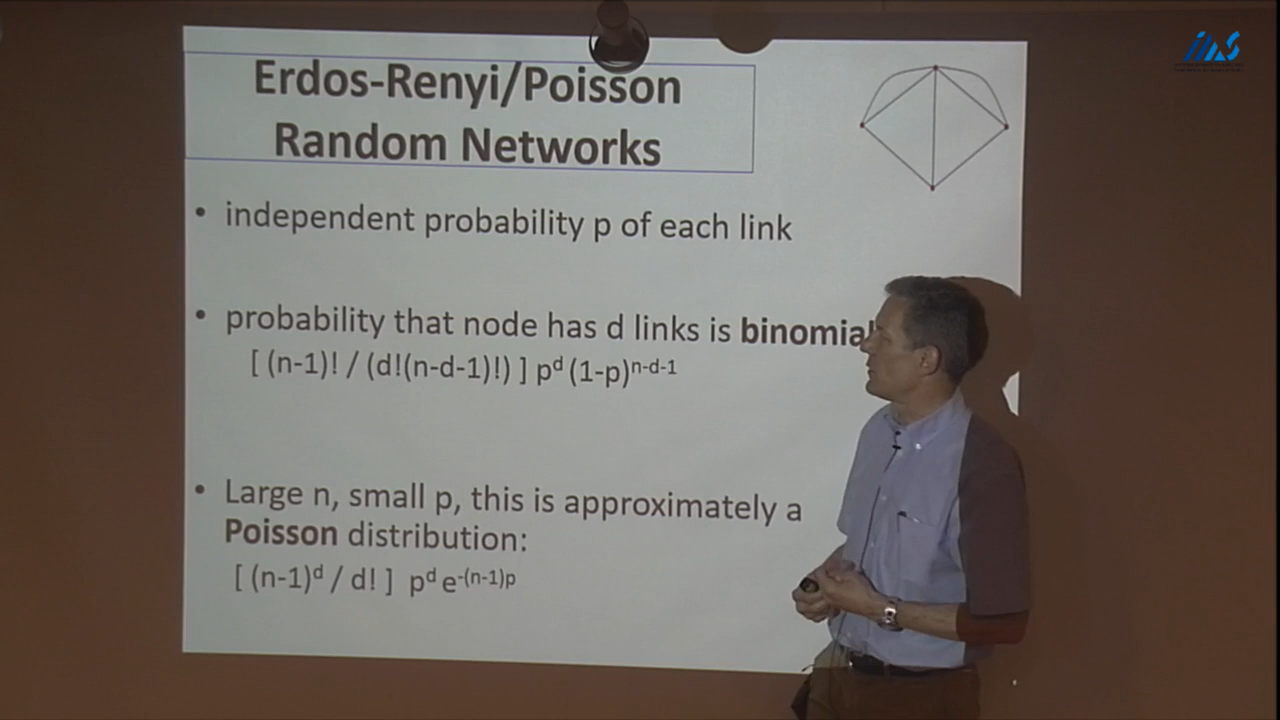 Erdos-Renyi/Poisson
Random Networks
• independent probability p of each link
• probability that node has d links is binomial
[ (n-1)! / (d!(n-d-1)!) ] p^d (1-p)^n-d-1
• Large n, small p, this is approximately a
Poisson distribution:
[ (n-1)^d / d! ] p^d e^-(n-1)p